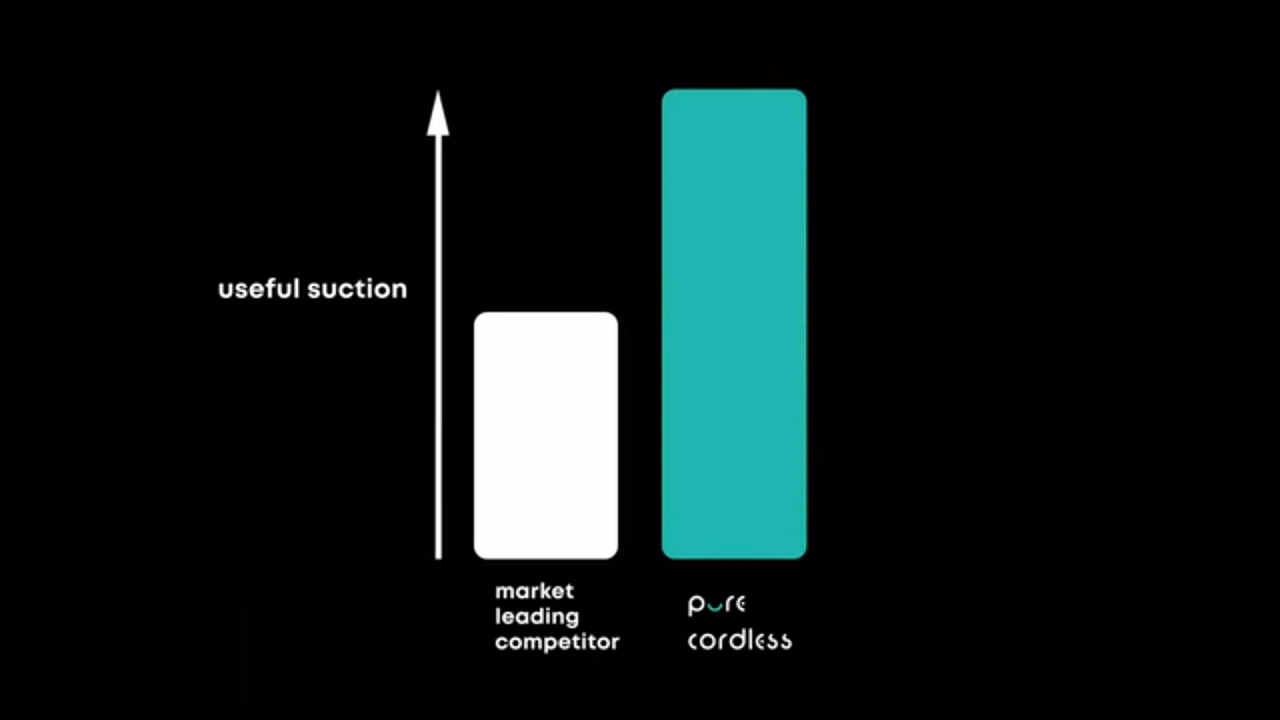 useful suction
market
leading
competitor
pure
cordless